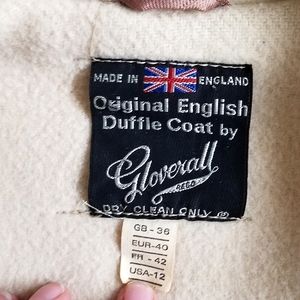 MADE IN ENGLAND
Original English
Duffle Coat by
Gloverall
REGD.
DRY CLEAN ONLY Ⓟ
GB - 36
EUR-40
FR - 42
USA-12